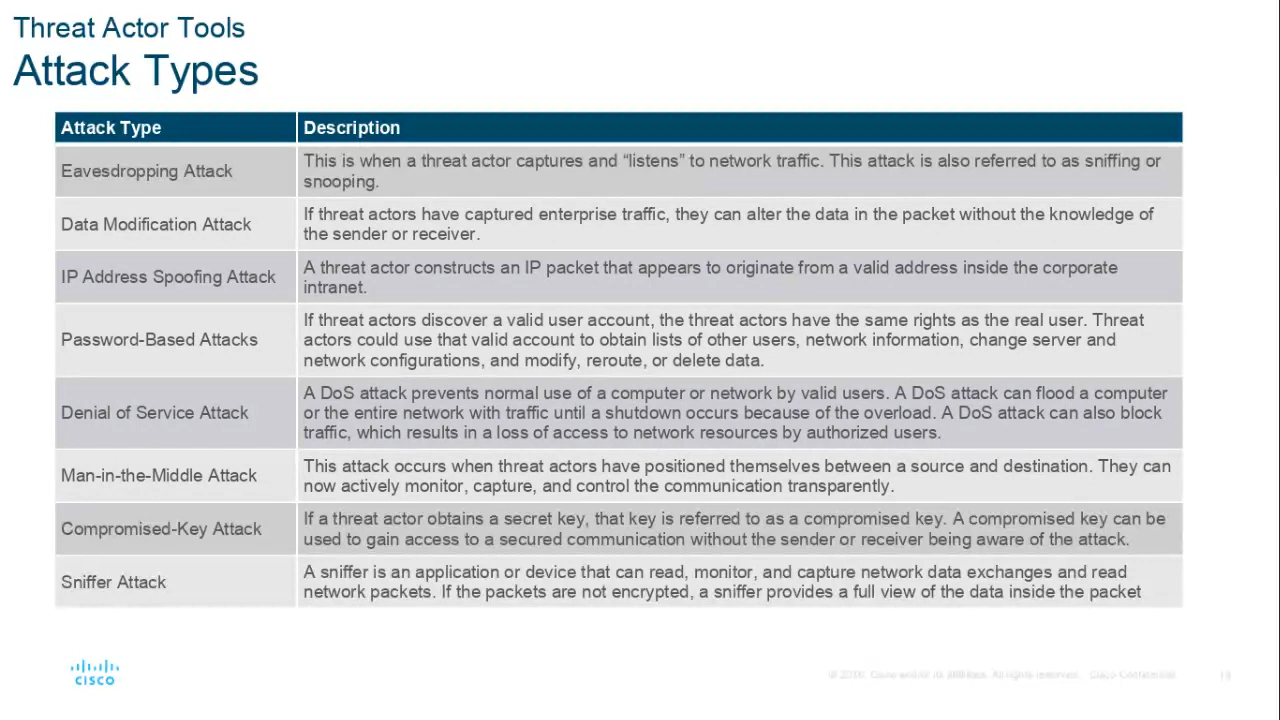 Threat Actor Tools
Attack Types
Attack Type Description
Eavesdropping Attack
This is when a threat actor captures and “listens” to network traffic. This attack is also referred to as sniffing or
snooping.
Data Modification Attack
If threat actors have captured enterprise traffic, they can alter the data in the packet without the knowledge of
the sender or receiver.
IP Address Spoofing Attack
A threat actor constructs an IP packet that appears to originate from a valid address inside the corporate
intranet.
Password-Based Attacks
If threat actors discover a valid user account, the threat actors have the same rights as the real user. Threat
actors could use that valid account to obtain lists of other users, network information, change server and
network configurations, and modify, reroute, or delete data.
Denial of Service Attack
A DoS attack prevents normal use of a computer or network by valid users. A DoS attack can flood a computer
or the entire network with traffic until a shutdown occurs because of the overload. A DoS attack can also block
traffic, which results in a loss of access to network resources by authorized users.
Man-in-the-Middle Attack
This attack occurs when threat actors have positioned themselves between a source and destination. They can
now actively monitor, capture, and control the communication transparently.
Compromised-Key Attack
If a threat actor obtains a secret key, that key is referred to as a compromised key. A compromised key can be
used to gain access to a secured communication without the sender or receiver being aware of the attack.
Sniffer Attack
A sniffer is an application or device that can read, monitor, and capture network data exchanges and read
network packets. If the packets are not encrypted, a sniffer provides a full view of the data inside the packet
CISCO
Cisco and/or its affiliates. All rights reserved. Cisco Confidential